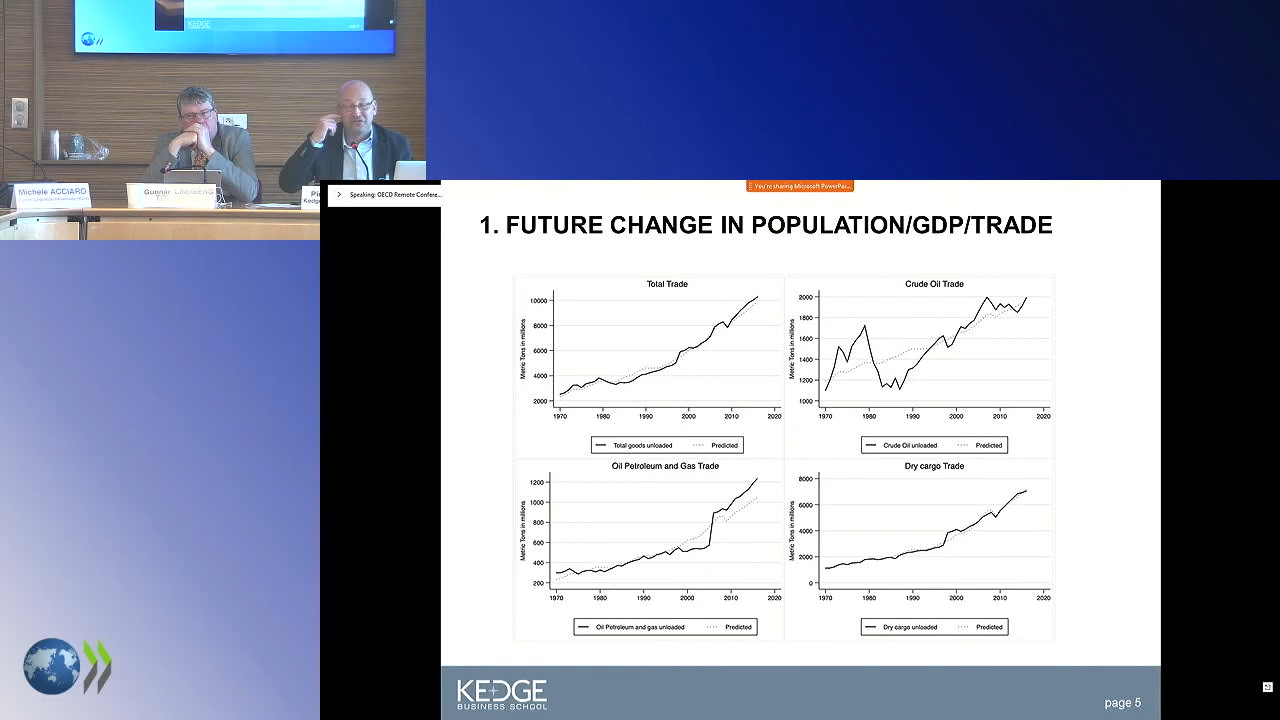 KEDGE
Michele ACCIARO
Gunnar LINDBERG
Pi
Kedg
Speaking: OECD Remote Confere...
You're sharing Microsoft PowerPoi...
1. FUTURE CHANGE IN POPULATION/GDP/TRADE
Total Trade
Metric Tons in millions
10000
8000
6000
4000
2000
1970 1980 1990 2000 2010 2020
Total goods unloaded Predicted
Crude Oil Trade
Metric Tons in millions
2000
1800
1600
1400
1200
1000
1970 1980 1990 2000 2010 2020
Crude Oil unloaded Predicted
Oil Petroleum and Gas Trade
Metric Tons in millions
1200
1000
800
600
400
200
1970 1980 1990 2000 2010 2020
Oil Petroleum and gas unloaded Predicted
Dry cargo Trade
Metric Tons in millions
8000
6000
4000
2000
0
1970 1980 1990 2000 2010 2020
Dry cargo unloaded Predicted
KEDGE
BUSINESS SCHOOL
page 5